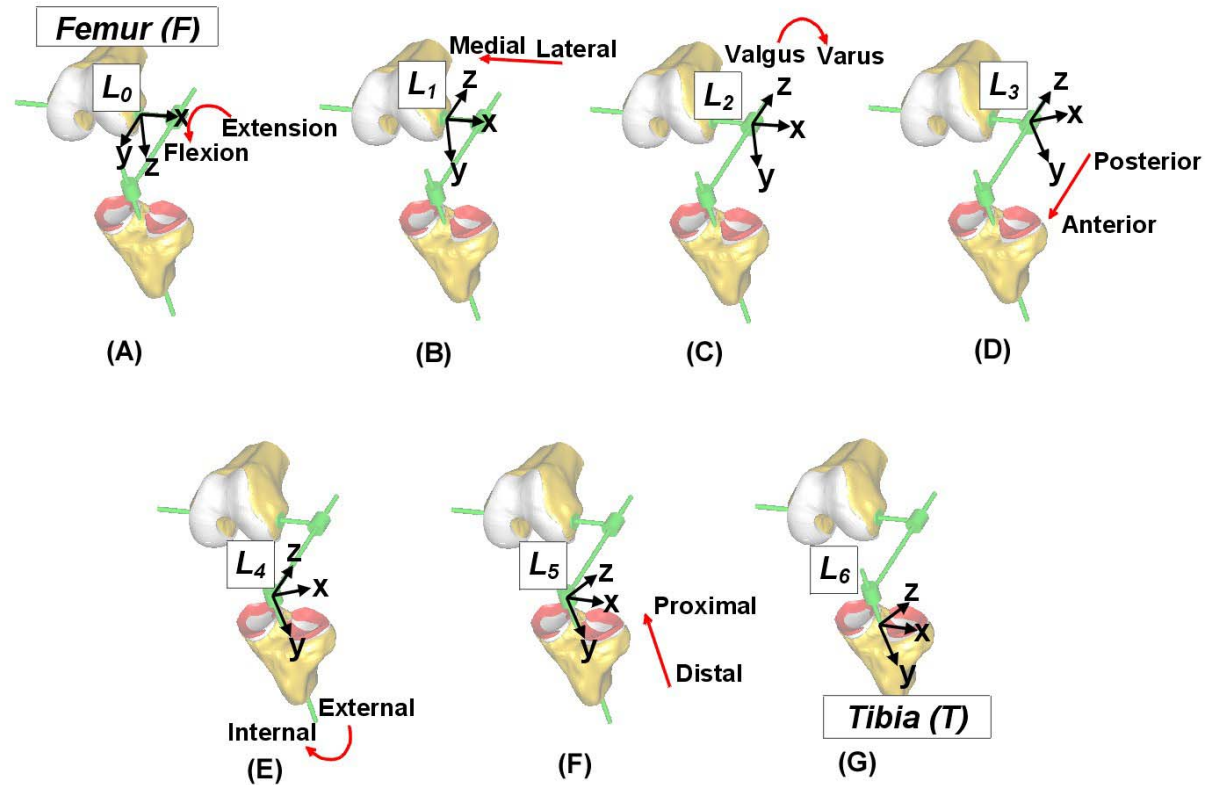 Femur (F)
L0
x
y
z
Extension
Flexion
(A)
Medial Lateral
L1
z
x
y
(B)
Valgus Varus
L2
z
x
y
(C)
L3
z
x
y
Posterior
Anterior
(D)
L4
z
x
y
External
Internal
(E)
L5
z
x
y
Proximal
Distal
(F)
L6
z
x
y
Tibia (T)
(G)